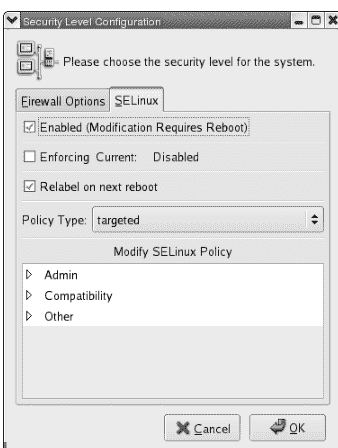 Security Level Configuration
Please choose the security level for the system.
Firewall Options
SELinux
Enabled (Modification Requires Reboot)
Enforcing Current: Disabled
Relabel on next reboot
Policy Type: targeted
Modify SELinux Policy
Admin
Compatibility
Other
Cancel
OK